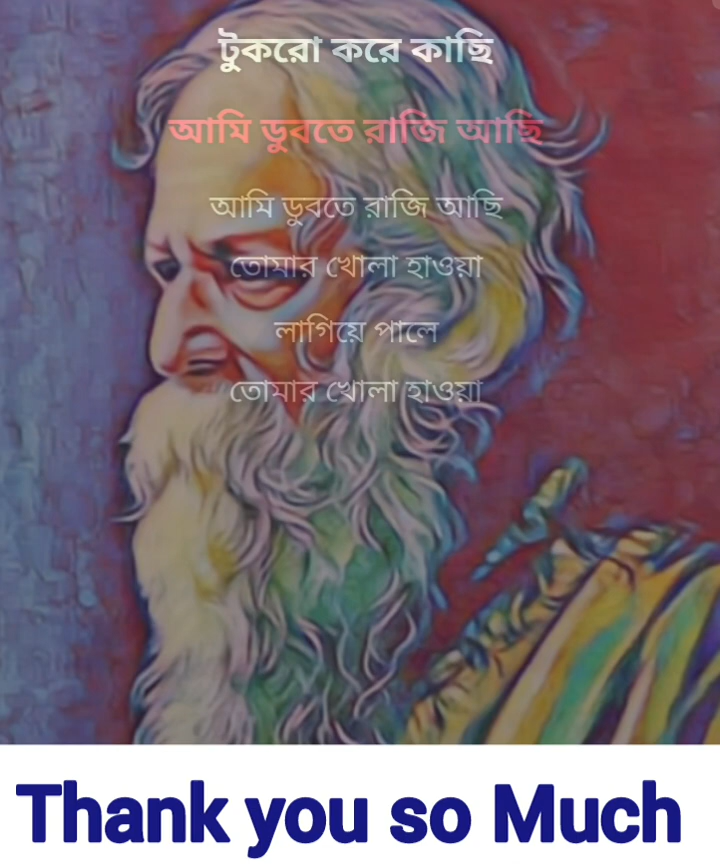 টুকরো করে কাছি
আমি ডুবতে রাজি আছি
আমি ডুবতে রাজি আছি
তোমার খোলা হাওয়া
লাগিয়ে পালে
তোমার খোলা হাওয়া
Thank you so Much